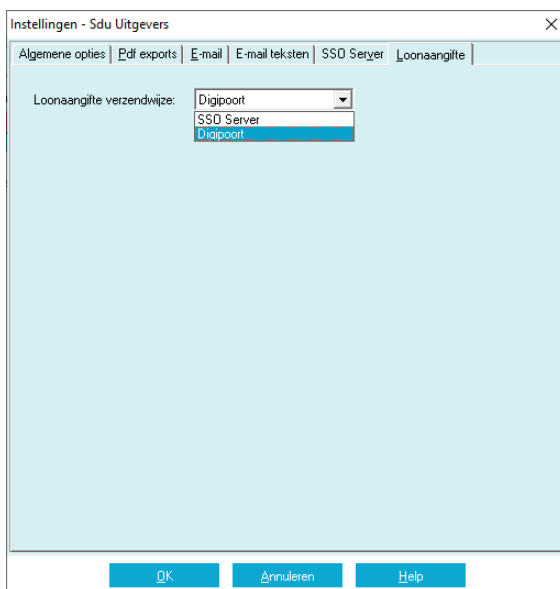 Instellingen - Sdu Uitgevers
Algemene opties Pdf exports E-mail E-mail teksten SSO Server Loonaangifte
Loonaangifte verzendwijze: Digipoort
SSO Server
Digipoort
OK Annuleren Help